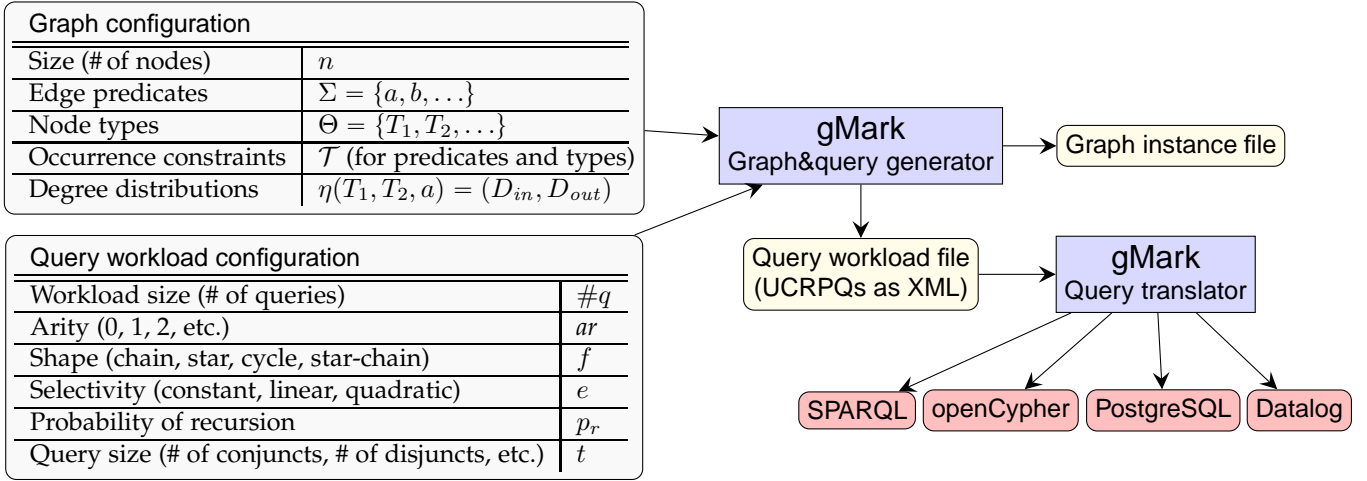 Graph configuration
Size (# of nodes) n
Edge predicates Σ = {a, b, . . .}
Node types Θ = {T₁, T₂, . . .}
Occurrence constraints 𝒯 (for predicates and types)
Degree distributions η(T₁, T₂, a) = (D_in, D_out)
Query workload configuration
Workload size (# of queries) #q
Arity (0, 1, 2, etc.) ar
Shape (chain, star, cycle, star-chain) f
Selectivity (constant, linear, quadratic) e
Probability of recursion p_r
Query size (# of conjuncts, # of disjuncts, etc.) t
gMark
Graph&query generator
Graph instance file
Query workload file
(UCRPQs as XML)
gMark
Query translator
SPARQL
openCypher
PostgreSQL
Datalog